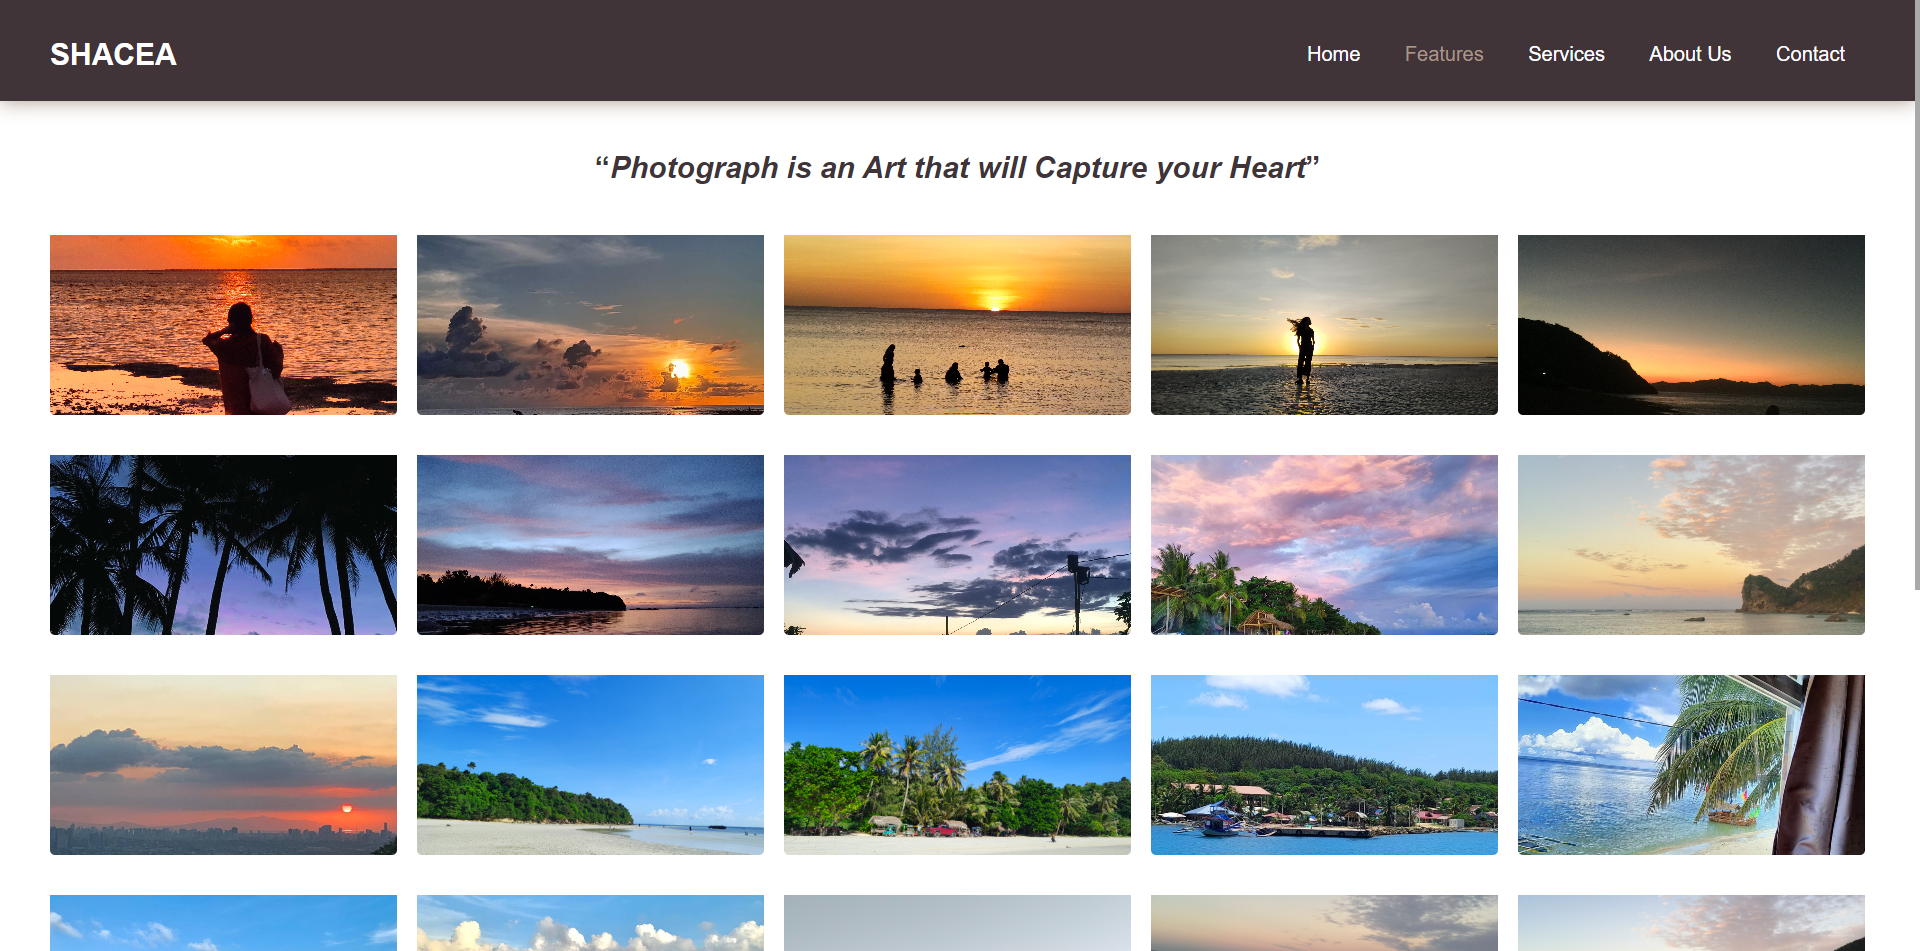 SHACEA
Home Features Services About Us Contact
“Photograph is an Art that will Capture your Heart”